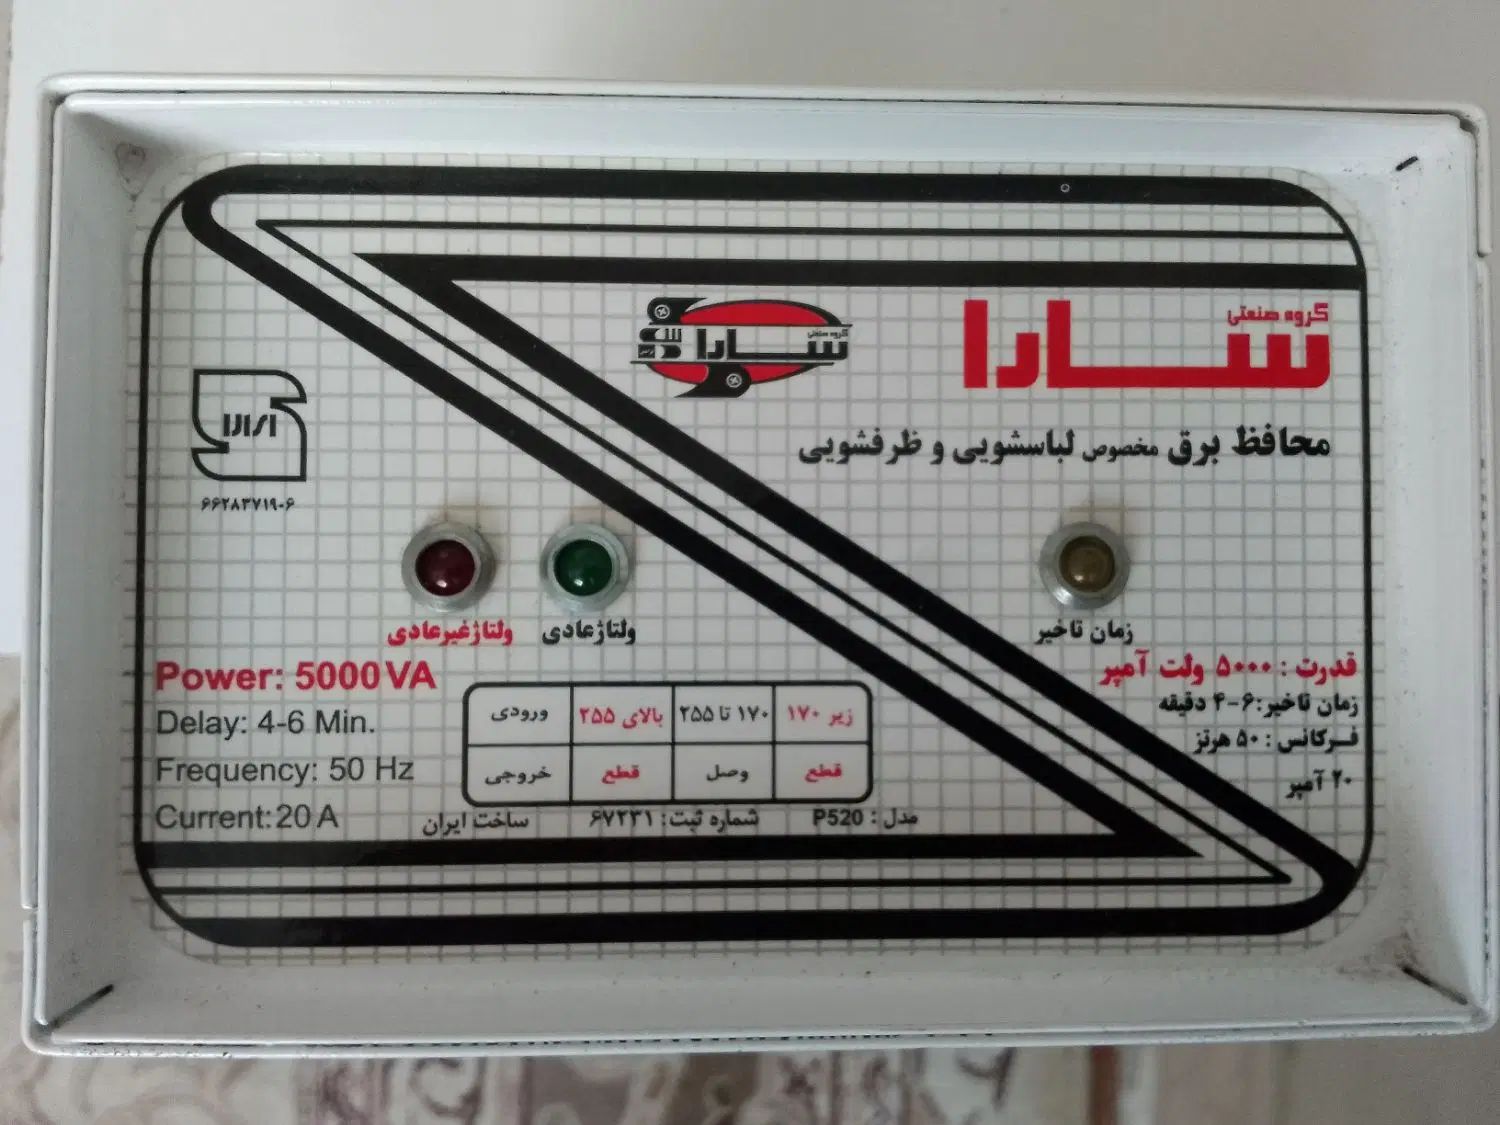 گروه صنعتی
سارا
گروه صنعتی
سارا
محافظ برق مخصوص لباسشویی و ظرفشویی
۶۶۲۸۳۷۱۹-۶
زمان تاخیر
ولتاژعادی
ولتاژغیرعادی
قدرت : ۵۰۰۰ ولت آمپر
زمان تاخیر:۶-۴ دقیقه
فرکانس : ۵۰ هرتز
۲۰ آمپر
Power: 5000VA
Delay: 4-6 Min.
Frequency: 50 Hz
Current: 20 A
ورودی بالای ۲۵۵ ۱۷۰ تا ۲۵۵ زیر ۱۷۰
خروجی قطع وصل قطع
مدل : P520 شماره ثبت: ۶۷۲۳۱ ساخت ایران